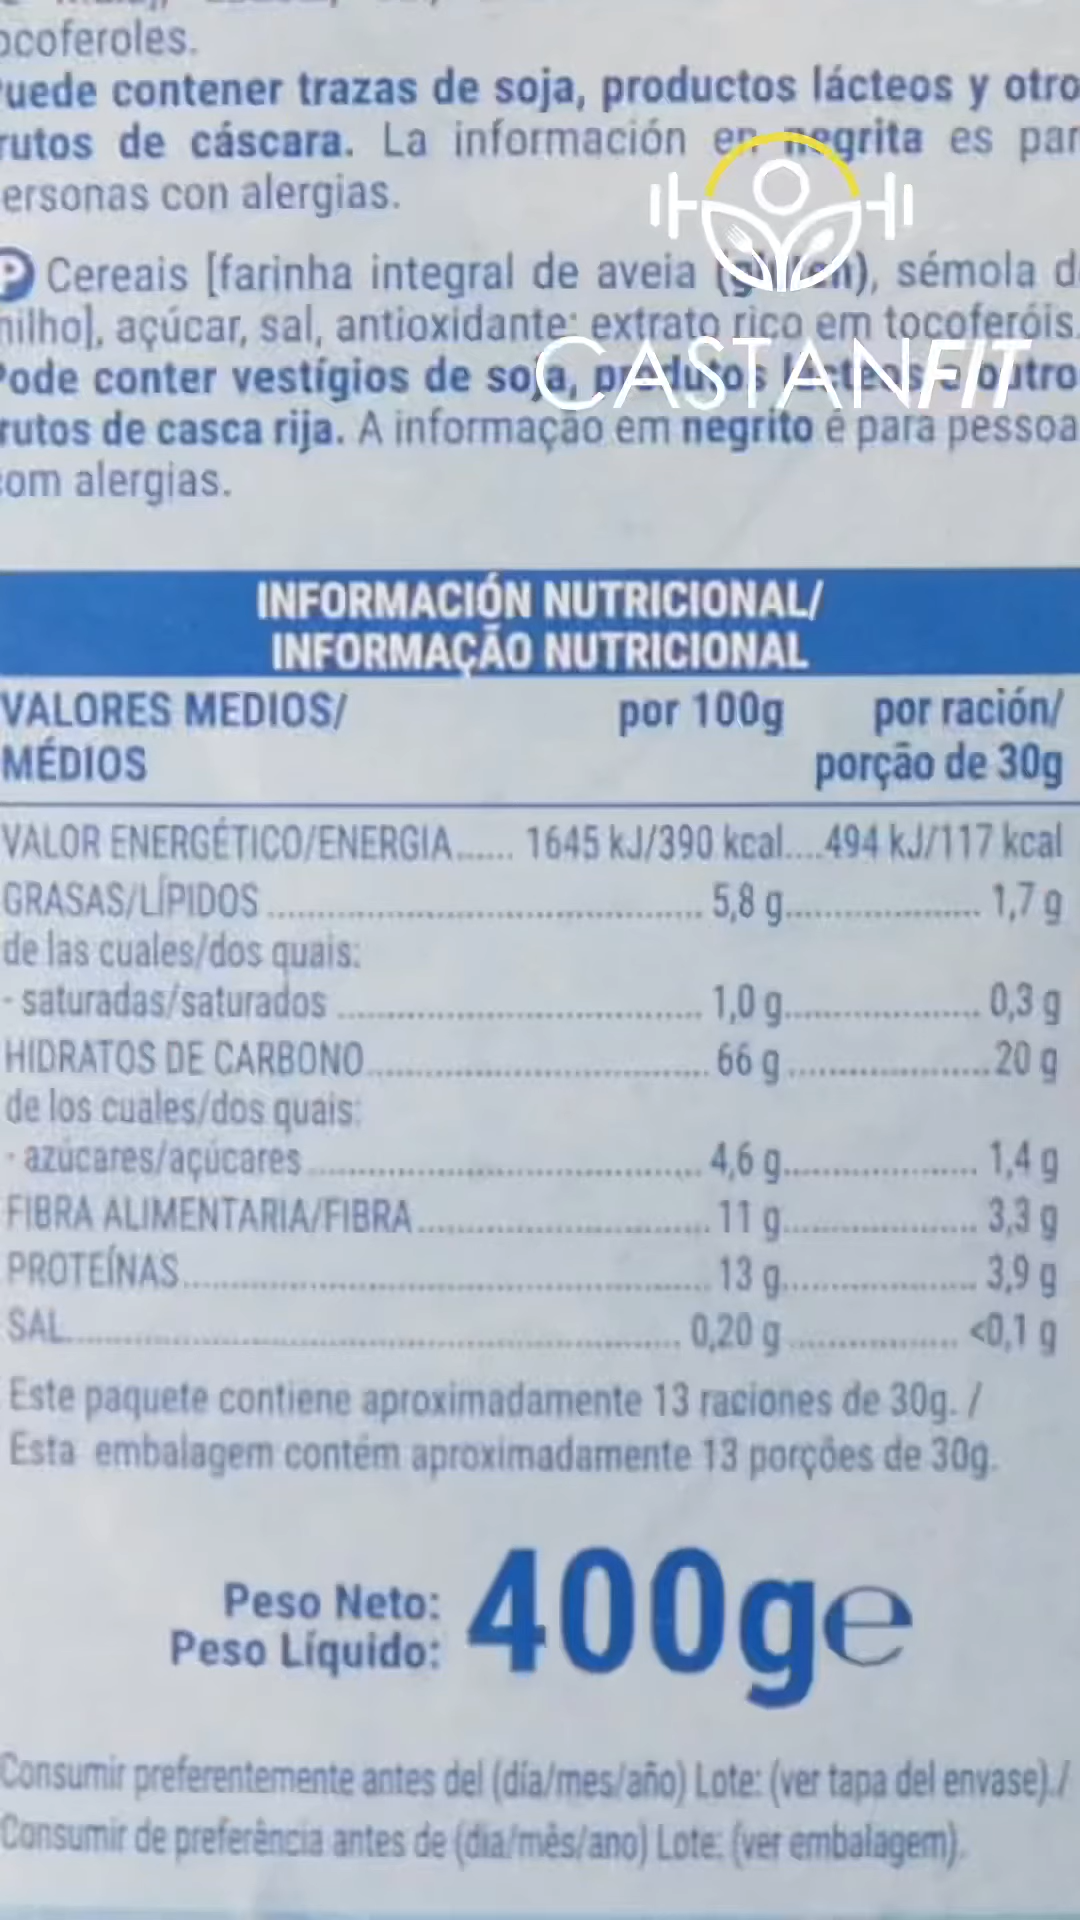 ocoferoles.
uede contener trazas de soja, productos lácteos y otro
rutos de cáscara. La información en negrita es par
ersonas con alergias.
P Cereais [farinha integral de aveia sémola d
milho], açúcar, sal, antioxidante: extrato rico em tocoferóis.
Pode conter vestígios de soja, produtos lácteos outro
rutos de casca rija. A informação em negrito é para pessoa
com alergias.
CASTANFIT
INFORMACIÓN NUTRICIONAL/
INFORMAÇÃO NUTRICIONAL
VALORES MEDIOS/ por 100g por ración/
MÉDIOS porção de 30g
VALOR ENERGÉTICO/ENERGIA...... 1645 kJ/390 kcal....494 kJ/117 kcal
GRASAS/LÍPIDOS ........ 5,8 g........ 1,7 g
de las cuales/dos quais:
- saturadas/saturados ........ 1,0 g........ 0,3 g
HIDRATOS DE CARBONO........ 66 g ........20 g
de los cuales/dos quais:
- azúcares/açúcares ........ 4,6 g........ 1,4 g
FIBRA ALIMENTARIA/FIBRA ........ 11 g........ 3,3 g
PROTEÍNAS........ 13 g........ 3,9 g
SAL........ 0,20 g ........ <0,1 g
Este paquete contiene aproximadamente 13 raciones de 30g. /
Esta embalagem contém aproximadamente 13 porções de 30g.
Peso Neto: 400g℮
Peso Líquido:
Consumir preferentemente antes del (día/mes/año) Lote: (ver tapa del envase)./
Consumir de preferência antes de (dia/mês/ano) Lote: (ver embalagem).